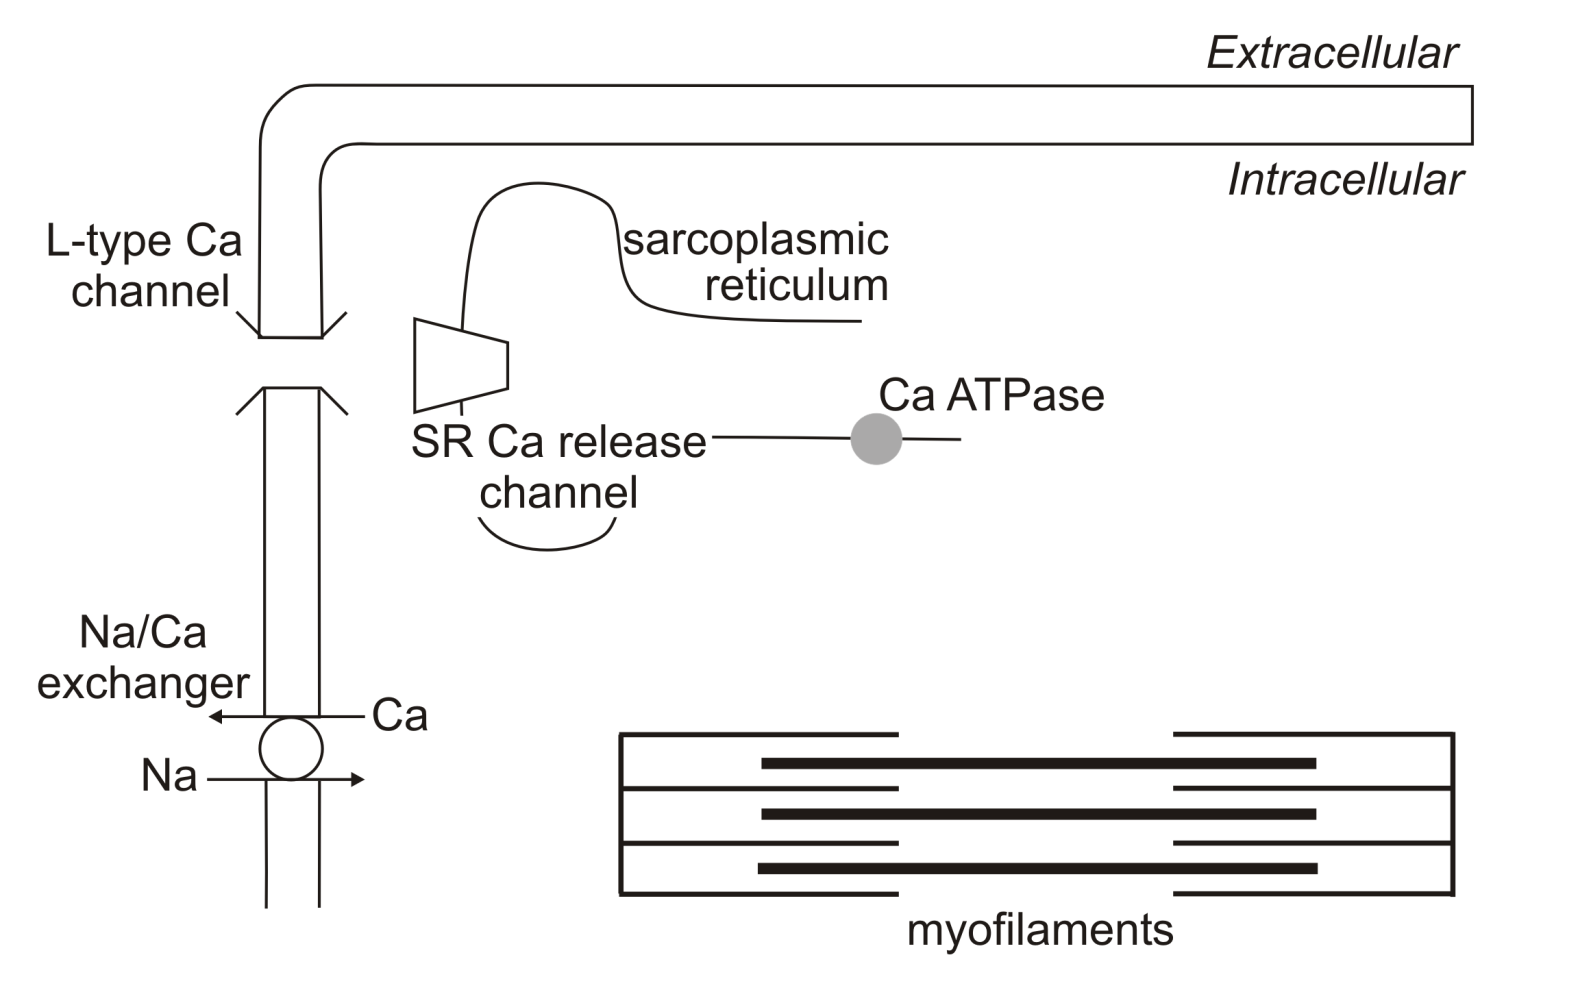 Extracellular
Intracellular
L-type Ca
channel
sarcoplasmic
reticulum
Ca ATPase
SR Ca release
channel
Na/Ca
exchanger
Ca
Na
myofilaments